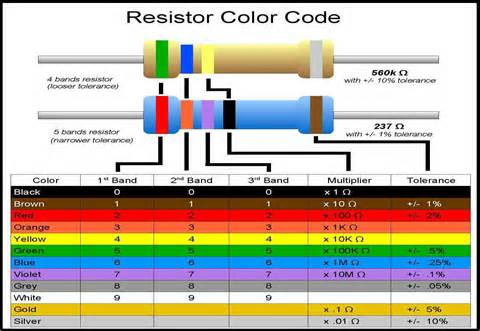 Resistor Color Code
4 bands resistor
(looser tolerance)
560k Ω
with +/- 10% tolerance
5 bands resistor
(narrower tolerance)
237 Ω
with +/- 1% tolerance
Color 1st Band 2nd Band 3rd Band Multiplier Tolerance
Black 0 0 0 x 1 Ω
Brown 1 1 1 x 10 Ω +/- 1%
Red 2 2 2 x 100 Ω +/- 2%
Orange 3 3 3 x 1K Ω
Yellow 4 4 4 x 10K Ω
Green 5 5 5 x 100K Ω +/- .5%
Blue 6 6 6 x 1M Ω +/- .25%
Violet 7 7 7 x 10M Ω +/- .1%
Grey 8 8 8 +/- .05%
White 9 9 9
Gold x .1 Ω +/- 5%
Silver x .01 Ω +/- 10%